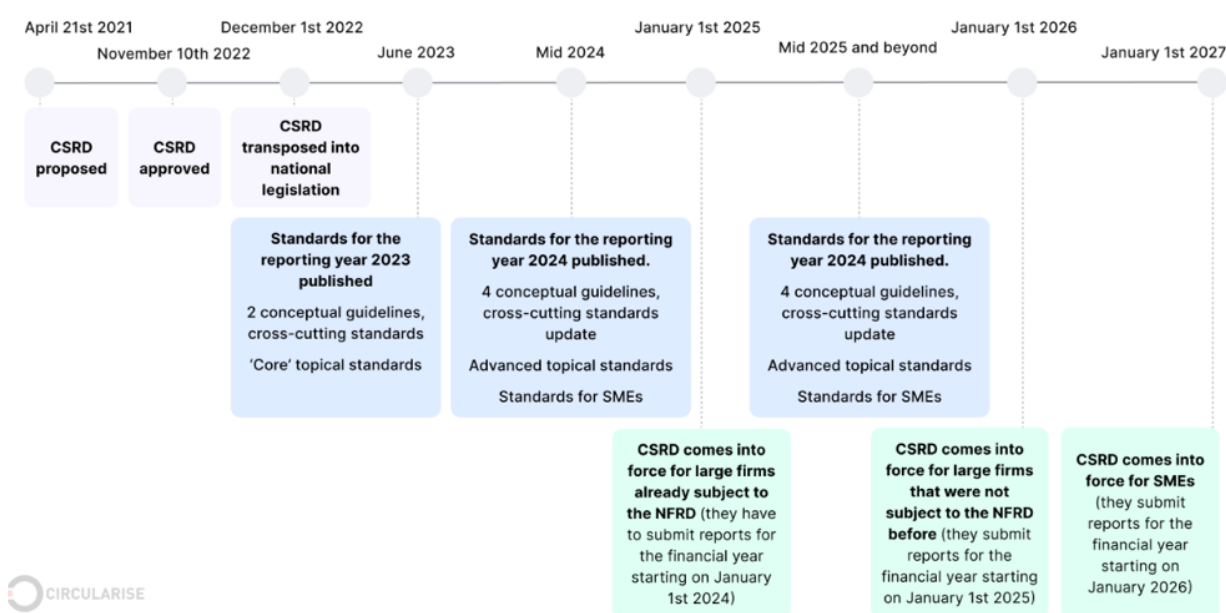 April 21st 2021
November 10th 2022
December 1st 2022
June 2023
Mid 2024
January 1st 2025
Mid 2025 and beyond
January 1st 2026
January 1st 2027
CSRD
proposed
CSRD
approved
CSRD
transposed into
national
legislation
Standards for the
reporting year 2023
published
2 conceptual guidelines,
cross-cutting standards
‘Core’ topical standards
Standards for the reporting
year 2024 published.
4 conceptual guidelines,
cross-cutting standards
update
Advanced topical standards
Standards for SMEs
Standards for the reporting
year 2024 published.
4 conceptual guidelines,
cross-cutting standards
update
Advanced topical standards
Standards for SMEs
CSRD comes into
force for large firms
already subject to
the NFRD (they have
to submit reports for
the financial year
starting on January
1st 2024)
CSRD comes into
force for large firms
that were not
subject to the NFRD
before (they submit
reports for the
financial year starting
on January 1st 2025)
CSRD comes into
force for SMEs
(they submit
reports for the
financial year
starting on
January 2026)
CIRCULARISE